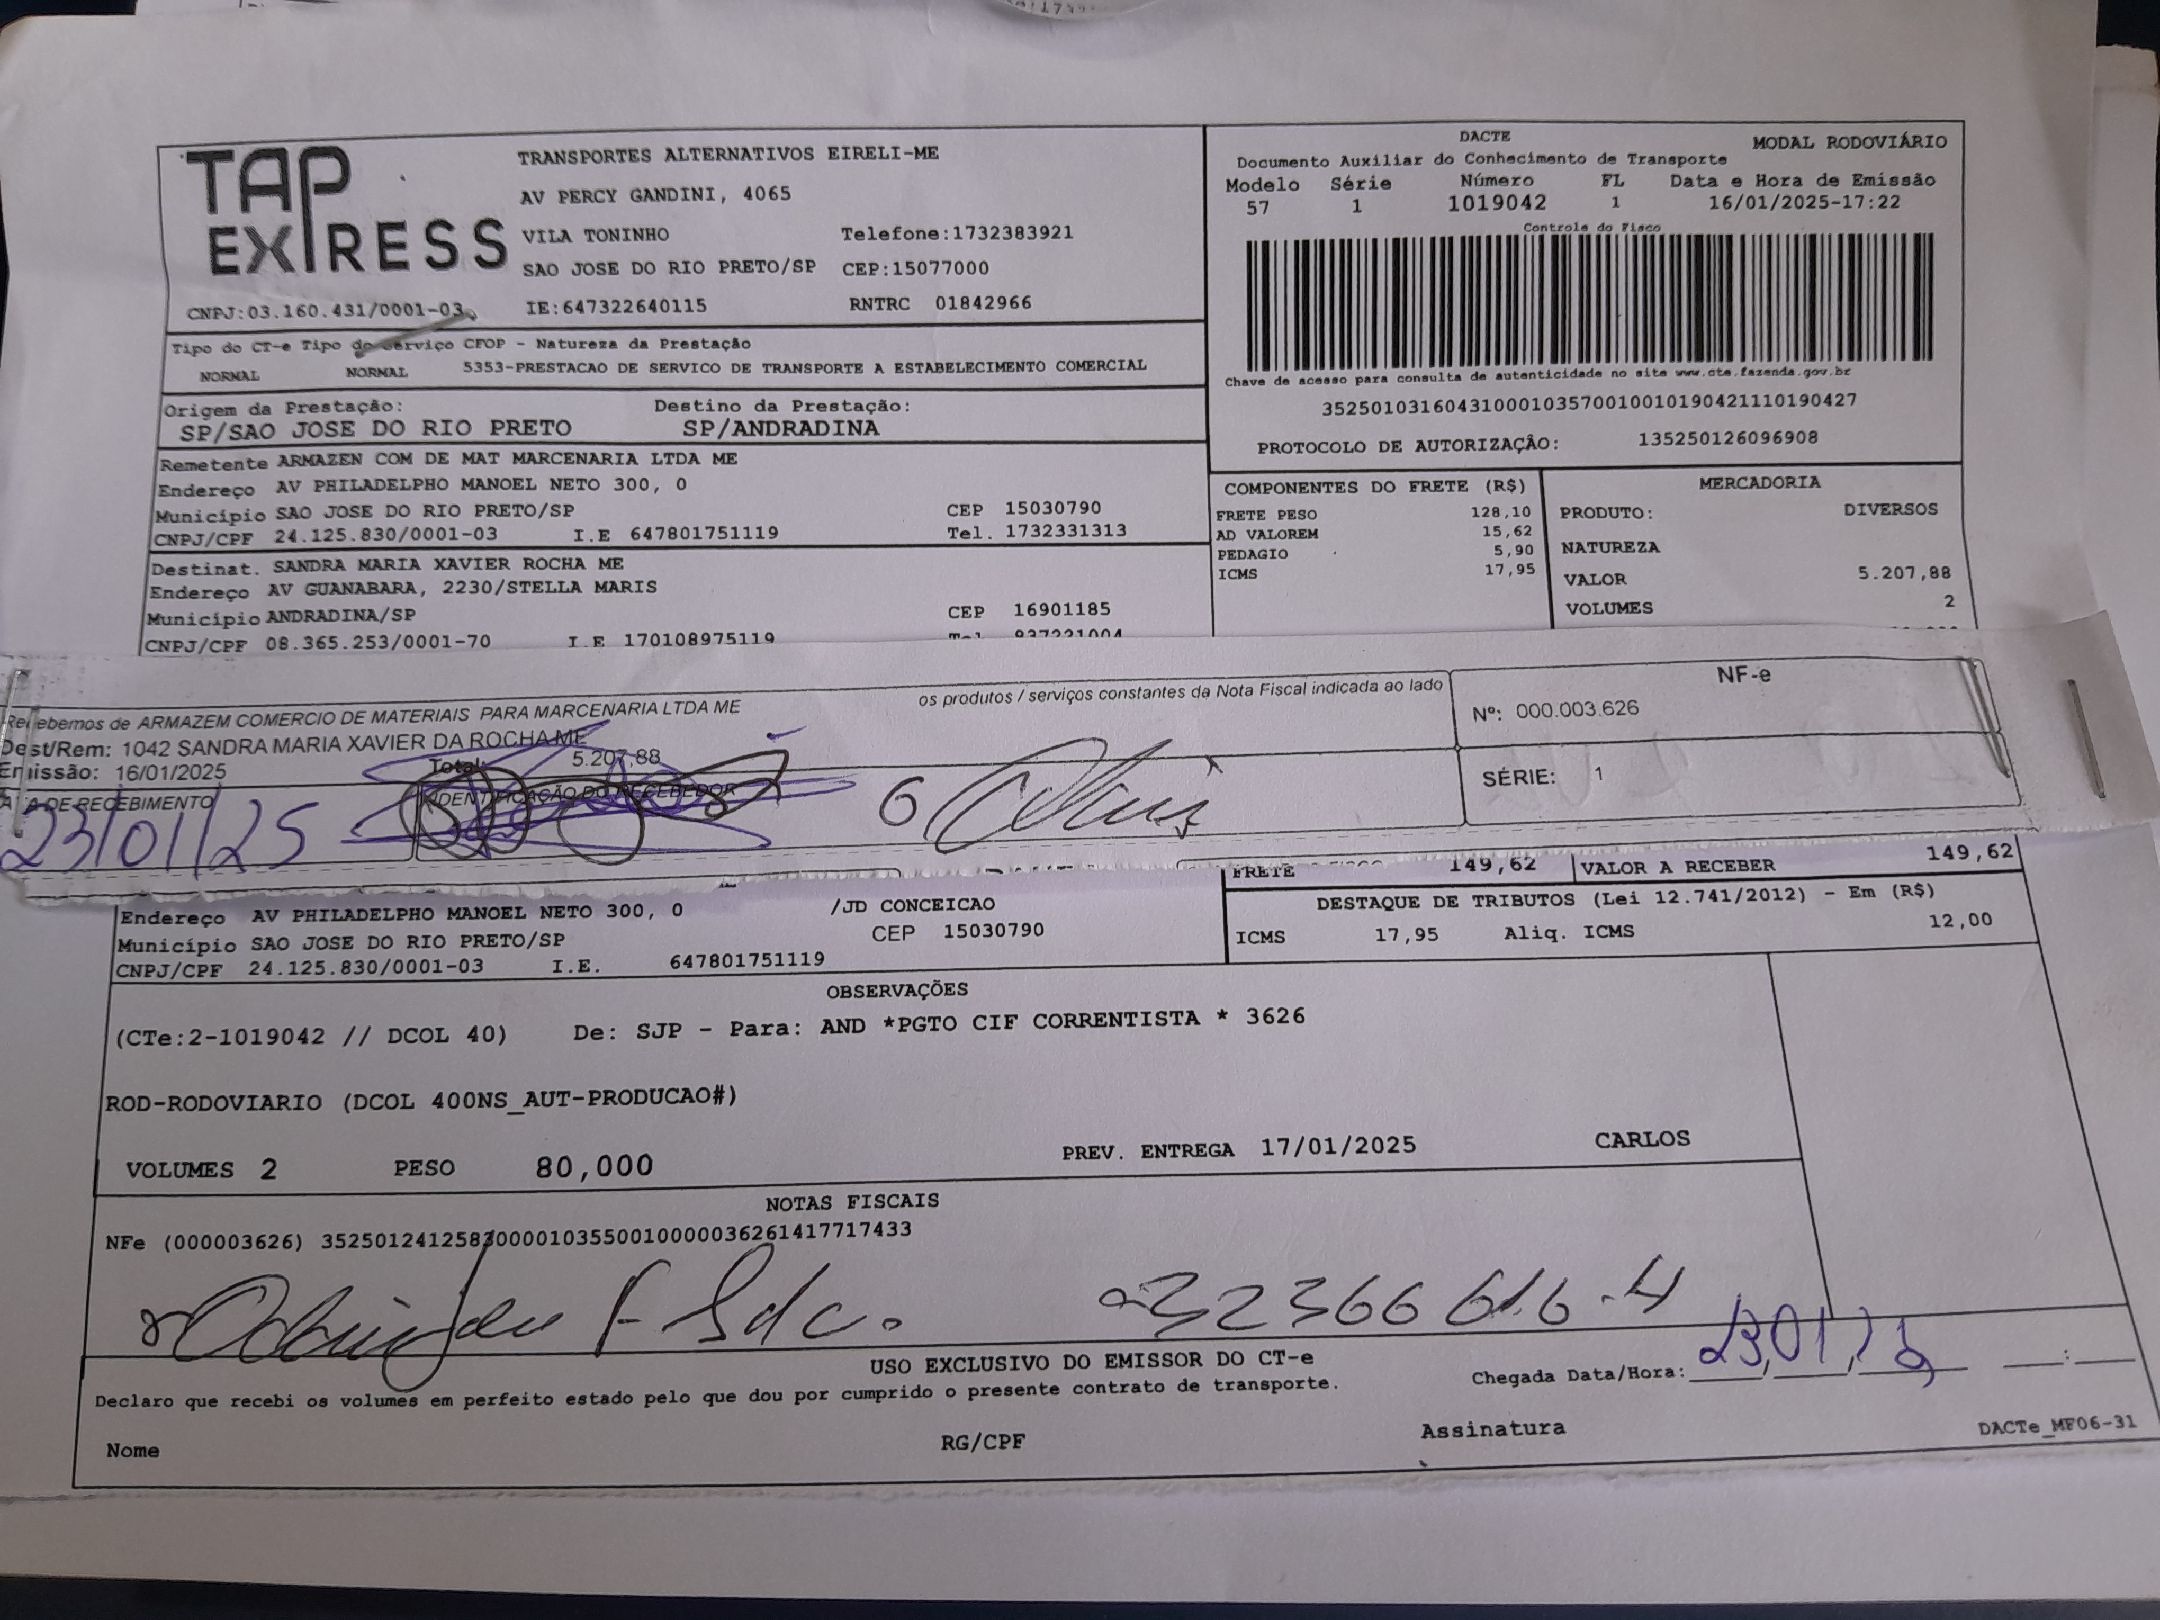 TAP EXPRESS
TRANSPORTES ALTERNATIVOS EIRELI-ME
AV PERCY GANDINI, 4065
VILA TONINHO Telefone:1732383921
SAO JOSE DO RIO PRETO/SP CEP:15077000
CNPJ:03.160.431/0001-03 IE:647322640115 RNTRC 01842966
DACTE MODAL RODOVIÁRIO
Documento Auxiliar do Conhecimento de Transporte
Modelo Série Número FL Data e Hora de Emissão
57 1 1019042 1 16/01/2025-17:22
Controle do Fisco
Chave de acesso para consulta de autenticidade no site www.cte.fazenda.gov.br
35250103160431000103570010010190421110190427
PROTOCOLO DE AUTORIZAÇÃO: 135250126096908
Tipo do CT-e Tipo do Serviço CFOP - Natureza da Prestação
NORMAL NORMAL 5353-PRESTACAO DE SERVICO DE TRANSPORTE A ESTABELECIMENTO COMERCIAL
Origem da Prestação: Destino da Prestação:
SP/SAO JOSE DO RIO PRETO SP/ANDRADINA
Remetente ARMAZEN COM DE MAT MARCENARIA LTDA ME
Endereço AV PHILADELPHO MANOEL NETO 300, 0
Município SAO JOSE DO RIO PRETO/SP CEP 15030790
CNPJ/CPF 24.125.830/0001-03 I.E 647801751119 Tel. 1732331313
Destinat. SANDRA MARIA XAVIER ROCHA ME
Endereço AV GUANABARA, 2230/STELLA MARIS
Município ANDRADINA/SP CEP 16901185
CNPJ/CPF 08.365.253/0001-70 I.E 170108975119 Tel 937221004
COMPONENTES DO FRETE (R$)
FRETE PESO 128,10
AD VALOREM 15,62
PEDAGIO 5,90
ICMS 17,95
MERCADORIA
PRODUTO: DIVERSOS
NATUREZA
VALOR 5.207,88
VOLUMES 2
Recebemos de ARMAZEM COMERCIO DE MATERIAIS PARA MARCENARIA LTDA ME os produtos / serviços constantes da Nota Fiscal indicada ao lado
Dest/Rem: 1042 SANDRA MARIA XAVIER DA ROCHA ME
Emissão: 16/01/2025 Total: 5.207,88
DATA DE RECEBIMENTO IDENTIFICAÇÃO DO RECEBEDOR
23/01/25
NF-e
Nº: 000.003.626
SÉRIE: 1
FRETE 149,62 VALOR A RECEBER 149,62
DESTAQUE DE TRIBUTOS (Lei 12.741/2012) - Em (R$)
ICMS 17,95 Aliq. ICMS 12,00
Endereço AV PHILADELPHO MANOEL NETO 300, 0 /JD CONCEICAO
Município SAO JOSE DO RIO PRETO/SP CEP 15030790
CNPJ/CPF 24.125.830/0001-03 I.E. 647801751119
OBSERVAÇÕES
(CTe:2-1019042 // DCOL 40) De: SJP - Para: AND *PGTO CIF CORRENTISTA * 3626
ROD-RODOVIARIO (DCOL 400NS_AUT-PRODUCAO#)
VOLUMES 2 PESO 80,000 PREV. ENTREGA 17/01/2025 CARLOS
NOTAS FISCAIS
NFe (000003626) 35250124125830000103550010000036261417717433
32366616-4
USO EXCLUSIVO DO EMISSOR DO CT-e
Declaro que recebi os volumes em perfeito estado pelo que dou por cumprido o presente contrato de transporte.
Chegada Data/Hora: 23,01,25
Nome RG/CPF Assinatura
DACTe_MF06-31